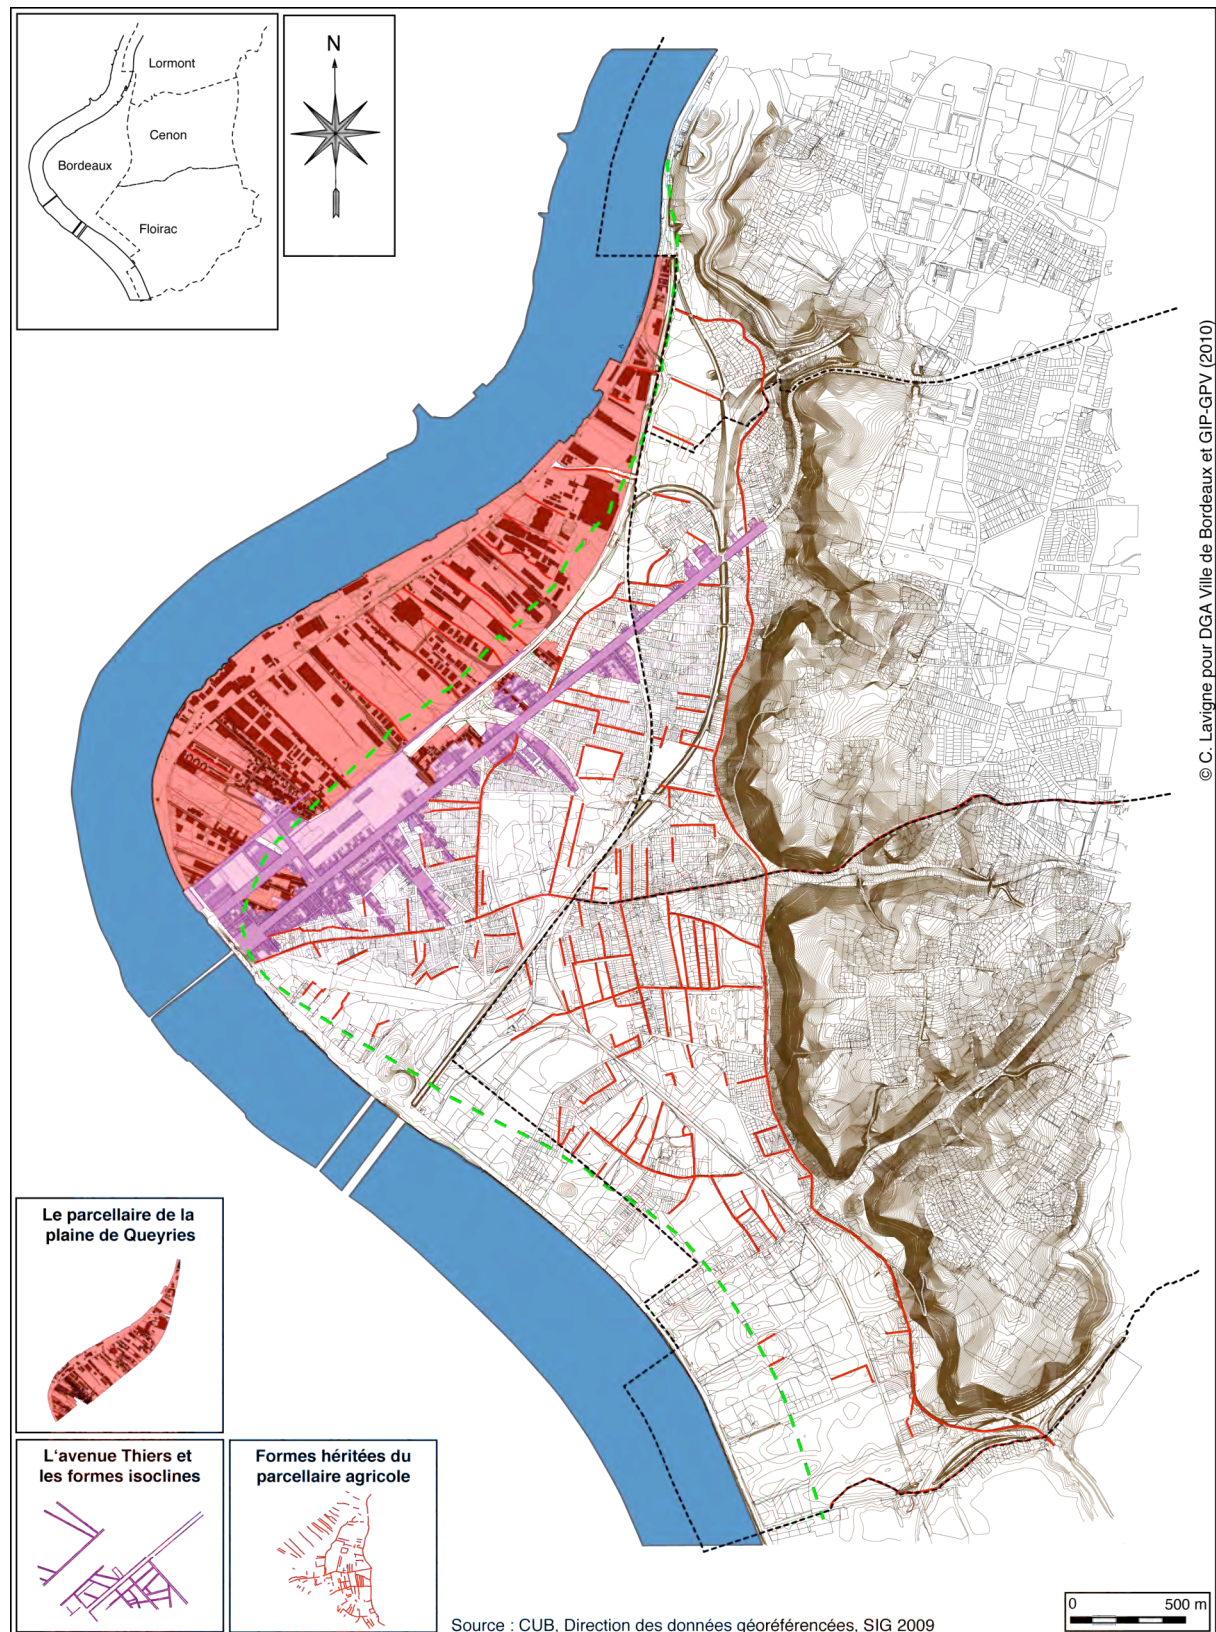 Lormont
Cenon
Bordeaux
Floirac
N
© C. Lavigne pour DGA Ville de Bordeaux et GIP-GPV (2010)
Le parcellaire de la
plaine de Queyries
L'avenue Thiers et
les formes isoclines
Formes héritées du
parcellaire agricole
Source : CUB, Direction des données géoréférencées, SIG 2009
0 500 m